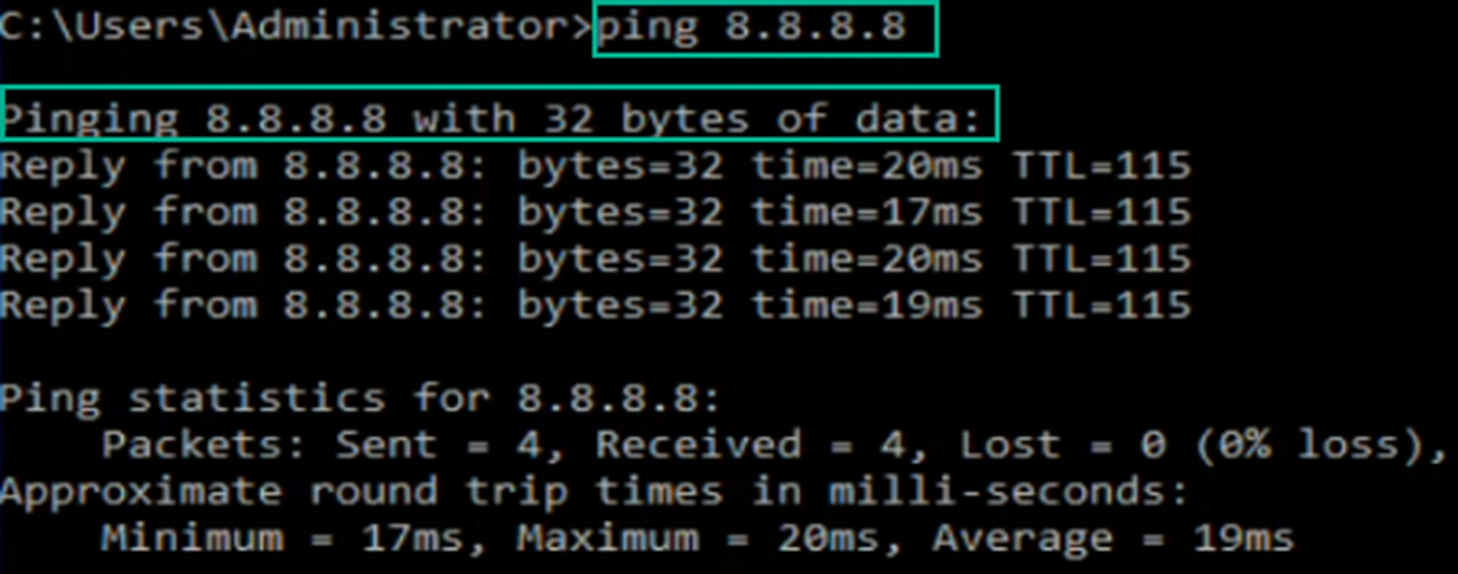 C:\Users\Administrator>ping 8.8.8.8
Pinging 8.8.8.8 with 32 bytes of data:
Reply from 8.8.8.8: bytes=32 time=20ms TTL=115
Reply from 8.8.8.8: bytes=32 time=17ms TTL=115
Reply from 8.8.8.8: bytes=32 time=20ms TTL=115
Reply from 8.8.8.8: bytes=32 time=19ms TTL=115
Ping statistics for 8.8.8.8:
Packets: Sent = 4, Received = 4, Lost = 0 (0% loss),
Approximate round trip times in milli-seconds:
Minimum = 17ms, Maximum = 20ms, Average = 19ms